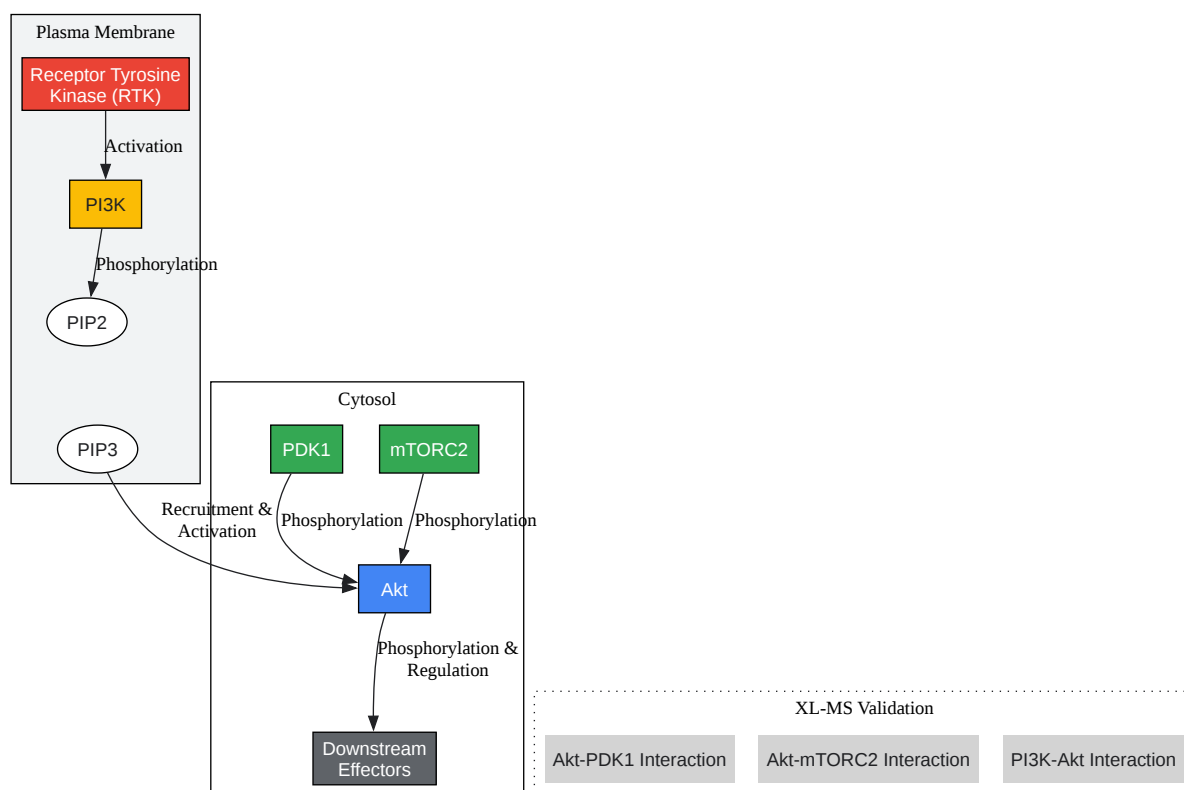 Plasma Membrane
Receptor Tyrosine
Kinase (RTK)
Activation
PI3K
Phosphorylation
PIP2
PIP3
Cytosol
PDK1
mTORC2
Recruitment &
Activation
Phosphorylation
Phosphorylation
Akt
Phosphorylation &
Regulation
Downstream
Effectors
XL-MS Validation
Akt-PDK1 Interaction
Akt-mTORC2 Interaction
PI3K-Akt Interaction